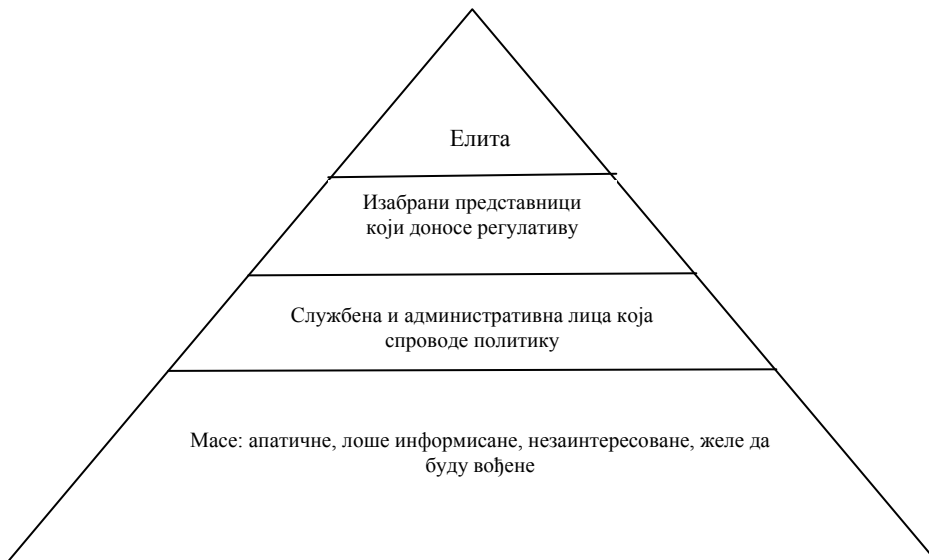 Елита
Изабрани представници
који доносе регулативу
Службена и административна лица која
спроводе политику
Масе: апатичне, лоше информисане, незаинтересоване, желе да
буду вођене